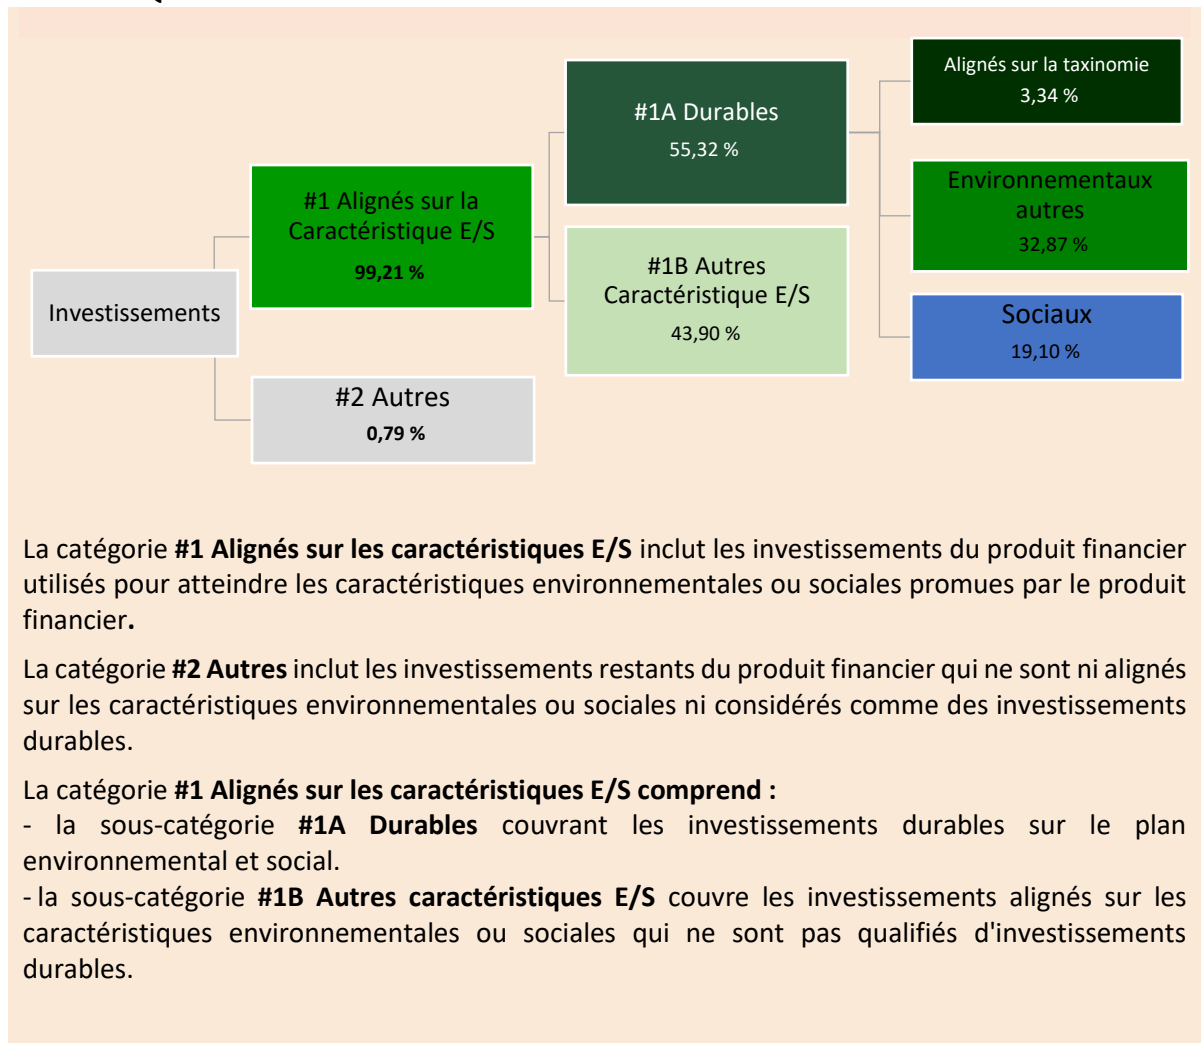 Alignés sur la taxinomie
3,34 %
#1A Durables
55,32 %
Environnementaux
autres
32,87 %
#1 Alignés sur la
Caractéristique E/S
99,21 %
#1B Autres
Caractéristique E/S
43,90 %
Investissements
Sociaux
19,10 %
#2 Autres
0,79 %
La catégorie #1 Alignés sur les caractéristiques E/S inclut les investissements du produit financier
utilisés pour atteindre les caractéristiques environnementales ou sociales promues par le produit
financier.
La catégorie #2 Autres inclut les investissements restants du produit financier qui ne sont ni alignés
sur les caractéristiques environnementales ou sociales ni considérés comme des investissements
durables.
La catégorie #1 Alignés sur les caractéristiques E/S comprend :
- la sous-catégorie #1A Durables couvrant les investissements durables sur le plan
environnemental et social.
- la sous-catégorie #1B Autres caractéristiques E/S couvre les investissements alignés sur les
caractéristiques environnementales ou sociales qui ne sont pas qualifiés d'investissements
durables.